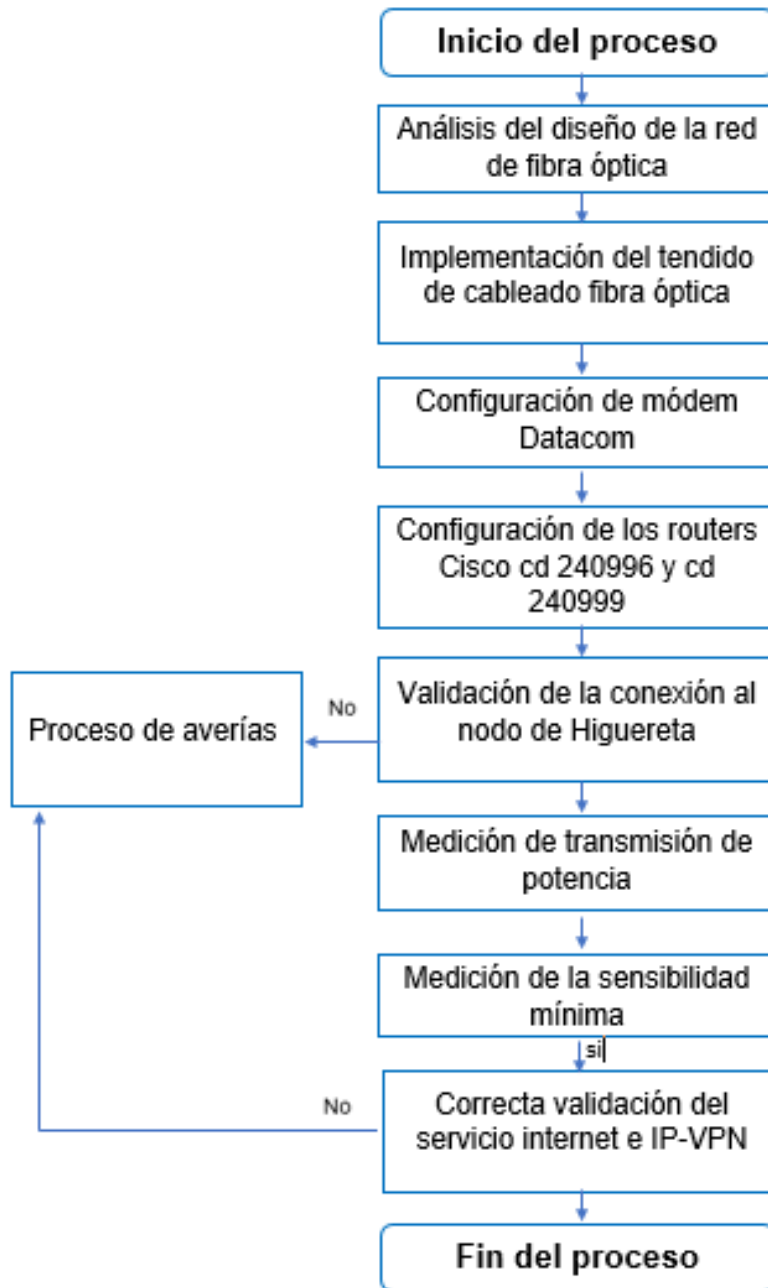 Inicio del proceso
Análisis del diseño de la red
de fibra óptica
Implementación del tendido
de cableado fibra óptica
Configuración de módem
Datacom
Configuración de los routers
Cisco cd 240996 y cd
240999
Validación de la conexión al
nodo de Higuereta
No
Proceso de averías
Medición de transmisión de
potencia
Medición de la sensibilidad
mínima
si
Correcta validación del
servicio internet e IP-VPN
No
Fin del proceso